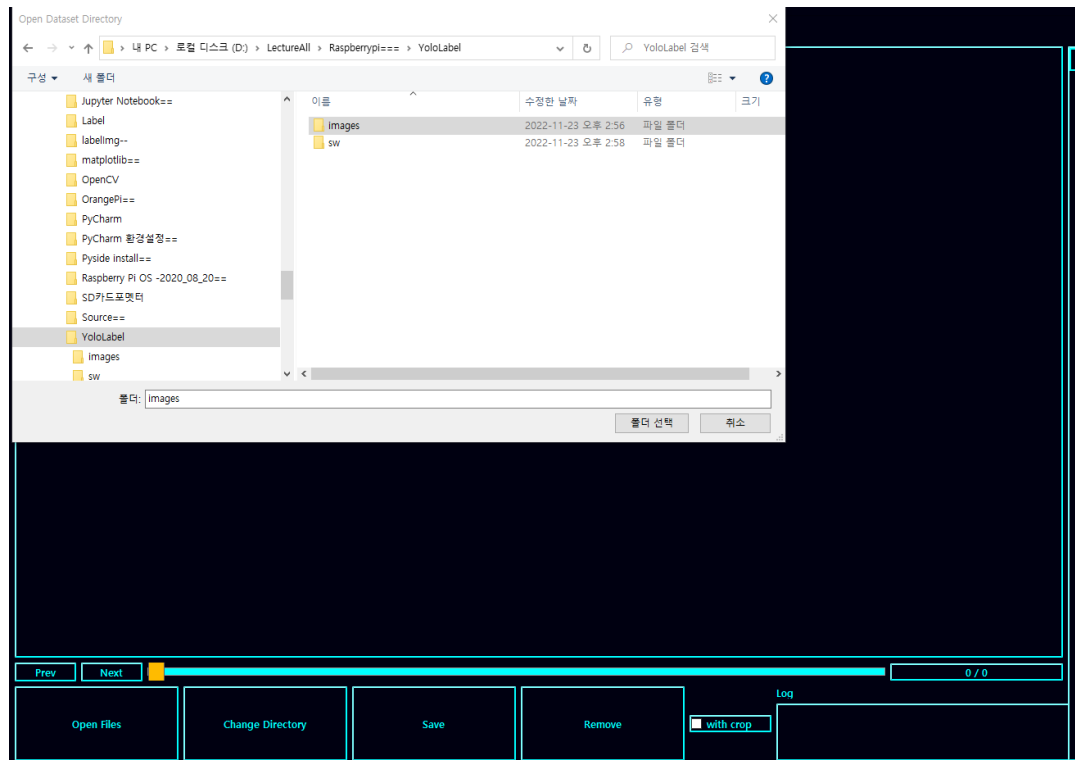 Open Dataset Directory
내 PC > 로컬 디스크 (D:) > LectureAll > Raspberrypi=== > YoloLabel
YoloLabel 검색
구성 새 폴더
Jupyter Notebook==
Label
labelImg--
matplotlib==
OpenCV
OrangePi==
PyCharm
PyCharm 환경설정==
Pyside install==
Raspberry Pi OS -2020_08_20==
SD카드포멧터
Source==
YoloLabel
images
sw
이름 수정한 날짜 유형 크기
images 2022-11-23 오후 2:56 파일 폴더
sw 2022-11-23 오후 2:58 파일 폴더
폴더: images
폴더 선택 취소
Prev Next 0 / 0
Open Files Change Directory Save Remove with crop
Log